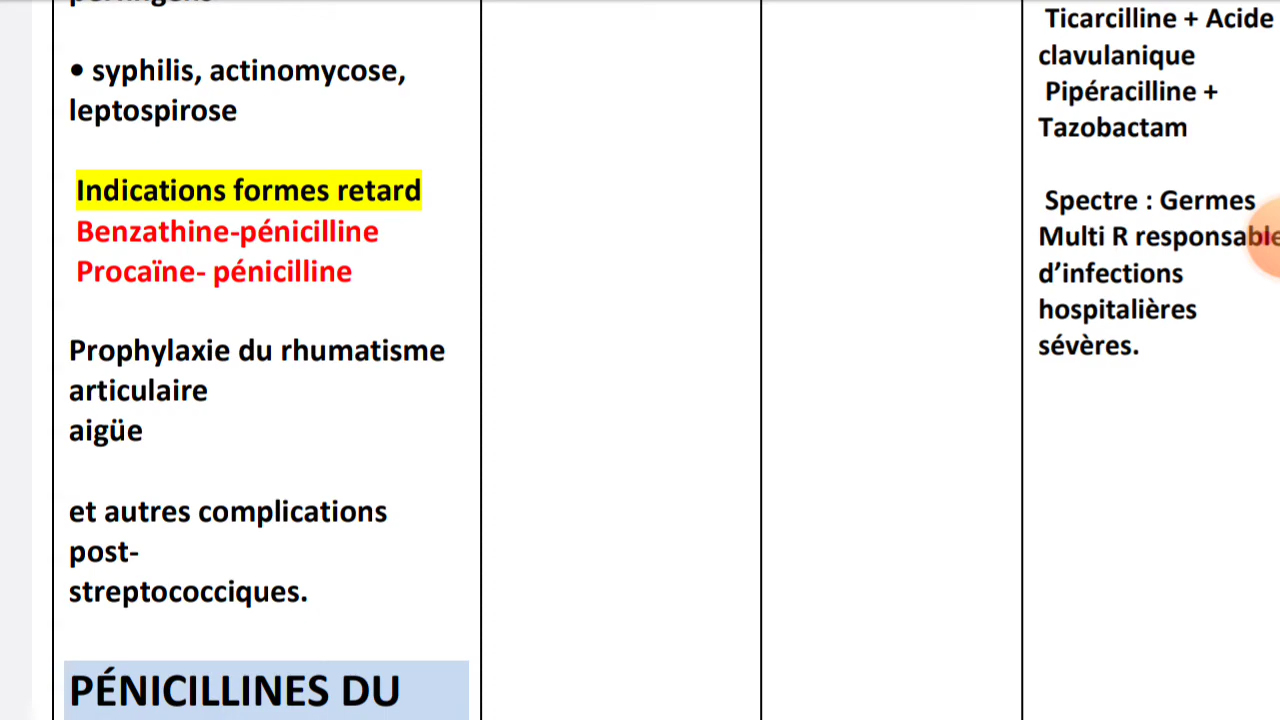 • syphilis, actinomycose,
leptospirose
Indications formes retard
Benzathine-pénicilline
Procaïne- pénicilline
Prophylaxie du rhumatisme
articulaire
aigüe
et autres complications
post-
streptococciques.
PÉNICILLINES DU
Ticarcilline + Acide
clavulanique
Pipéracilline +
Tazobactam
Spectre : Germes
Multi R responsable
d’infections
hospitalières
sévères.